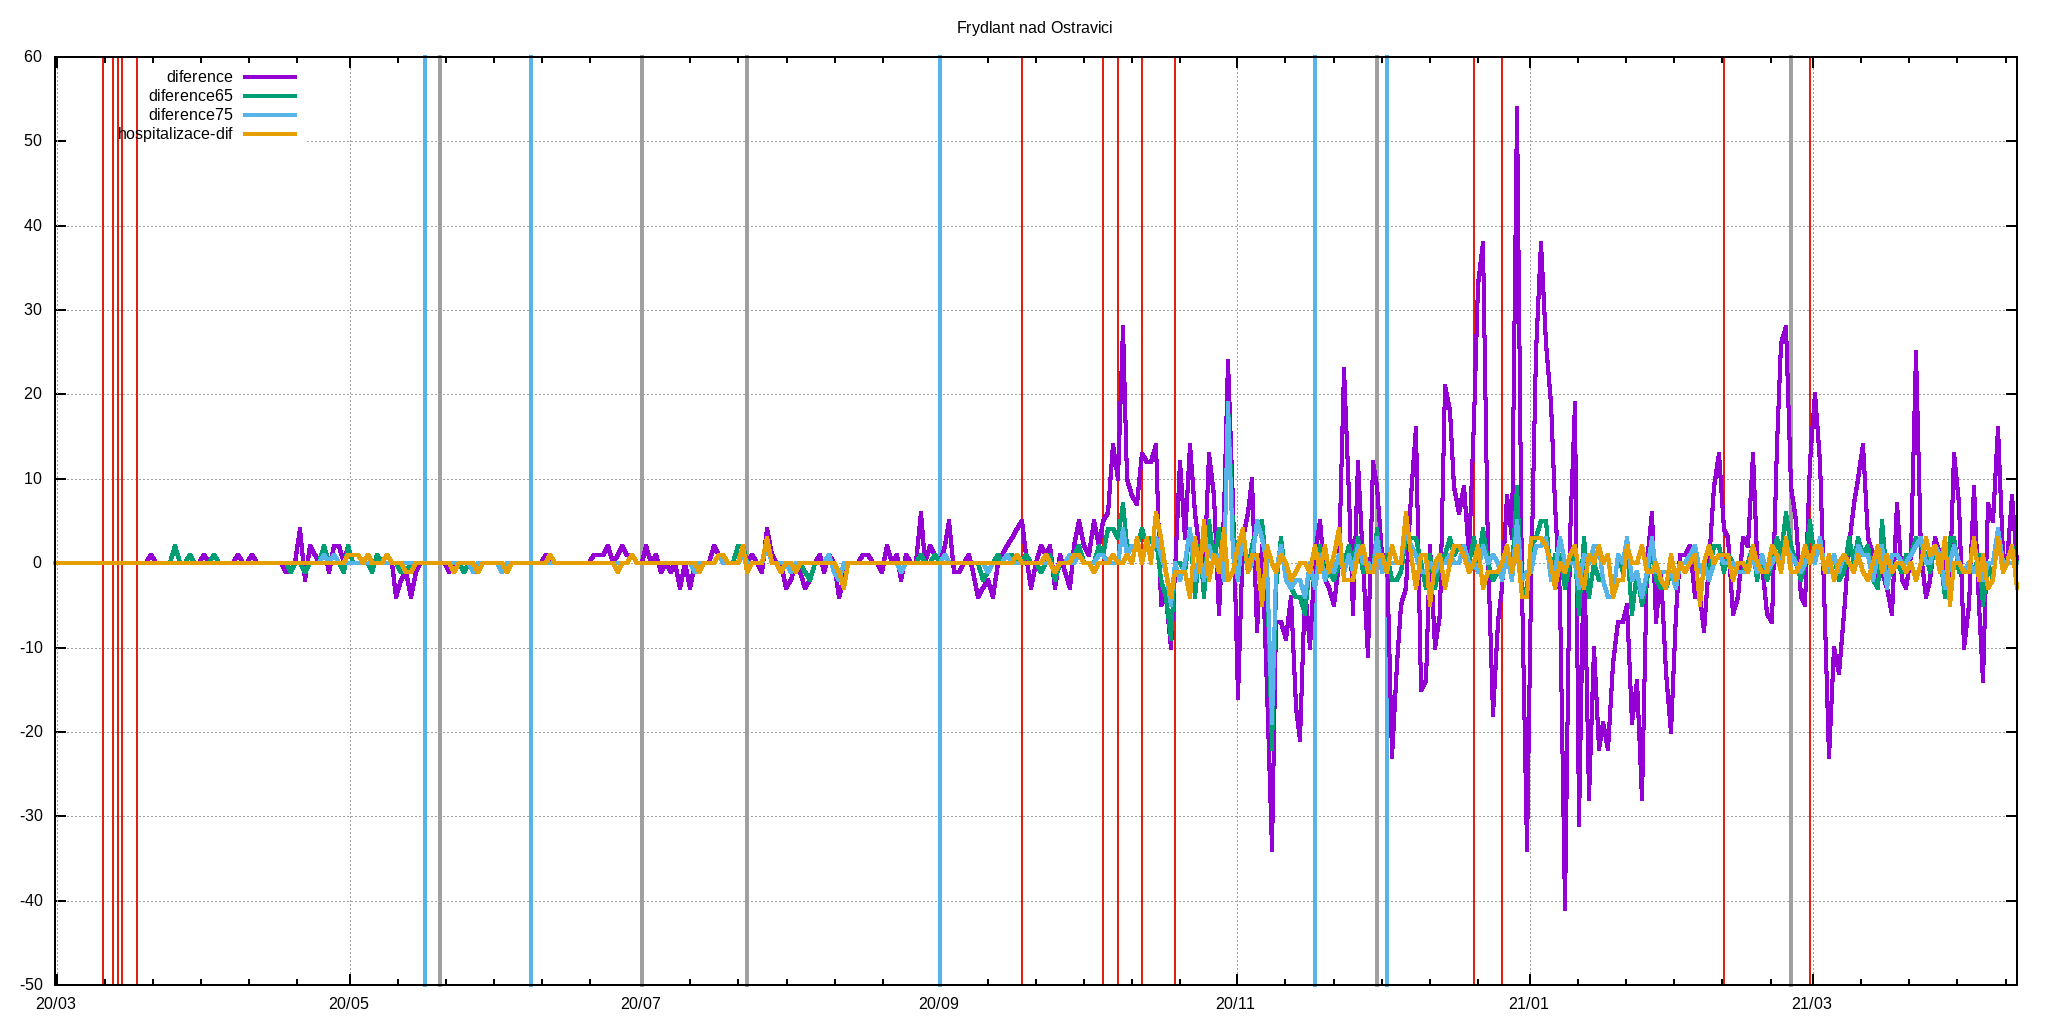 Frydlant nad Ostravici
60
50
40
30
20
10
0
-10
-20
-30
-40
-50
diference
diference65
diference75
hospitalizace-dif
20/03 20/05 20/07 20/09 20/11 21/01 21/03